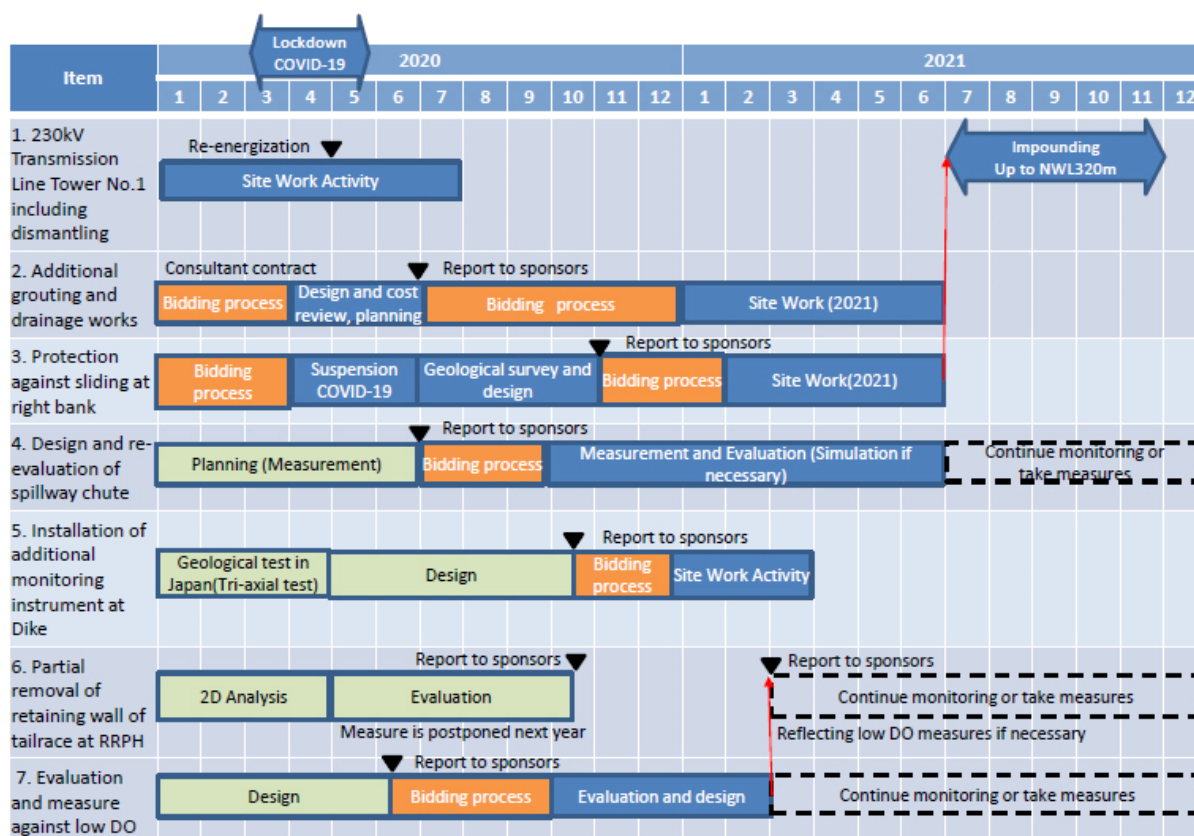 Lockdown
COVID-19
Item
2020
2021
1 2 3 4 5 6 7 8 9 10 11 12 1 2 3 4 5 6 7 8 9 10 11 12
1. 230kV
Transmission
Line Tower No.1
including
dismantling
Re-energization
Site Work Activity
Impounding
Up to NWL320m
2. Additional
grouting and
drainage works
Consultant contract
Report to sponsors
Bidding process
Design and cost
review, planning
Bidding process
Site Work (2021)
3. Protection
against sliding at
right bank
Report to sponsors
Bidding
process
Suspension
COVID-19
Geological survey and
design
Bidding process
Site Work(2021)
4. Design and re-
evaluation of
spillway chute
Report to sponsors
Planning (Measurement)
Bidding process
Measurement and Evaluation (Simulation if
necessary)
Continue monitoring or
take measures
5. Installation of
additional
monitoring
instrument at
Dike
Report to sponsors
Geological test in
Japan(Tri-axial test)
Design
Bidding
process
Site Work Activity
6. Partial
removal of
retaining wall of
tailrace at RRPH
Report to sponsors
Report to sponsors
2D Analysis
Evaluation
Continue monitoring or take measures
Measure is postponed next year
Reflecting low DO measures if necessary
7. Evaluation
and measure
against low DO
Report to sponsors
Design
Bidding process
Evaluation and design
Continue monitoring or take measures